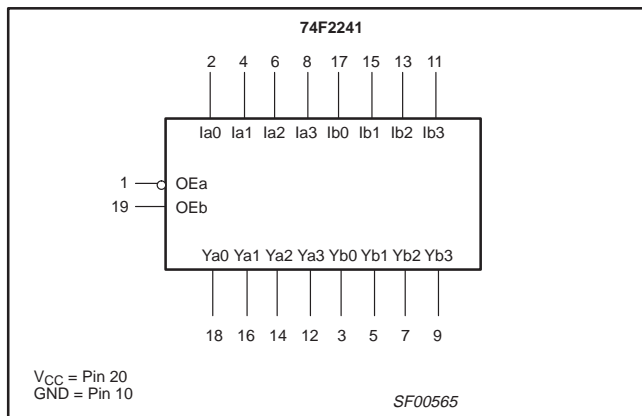 74F2241
2 4 6 8 17 15 13 11
Ia0 Ia1 Ia2 Ia3 Ib0 Ib1 Ib2 Ib3
1 OEa
19 OEb
Ya0 Ya1 Ya2 Ya3 Yb0 Yb1 Yb2 Yb3
18 16 14 12 3 5 7 9
VCC = Pin 20
GND = Pin 10
SF00565